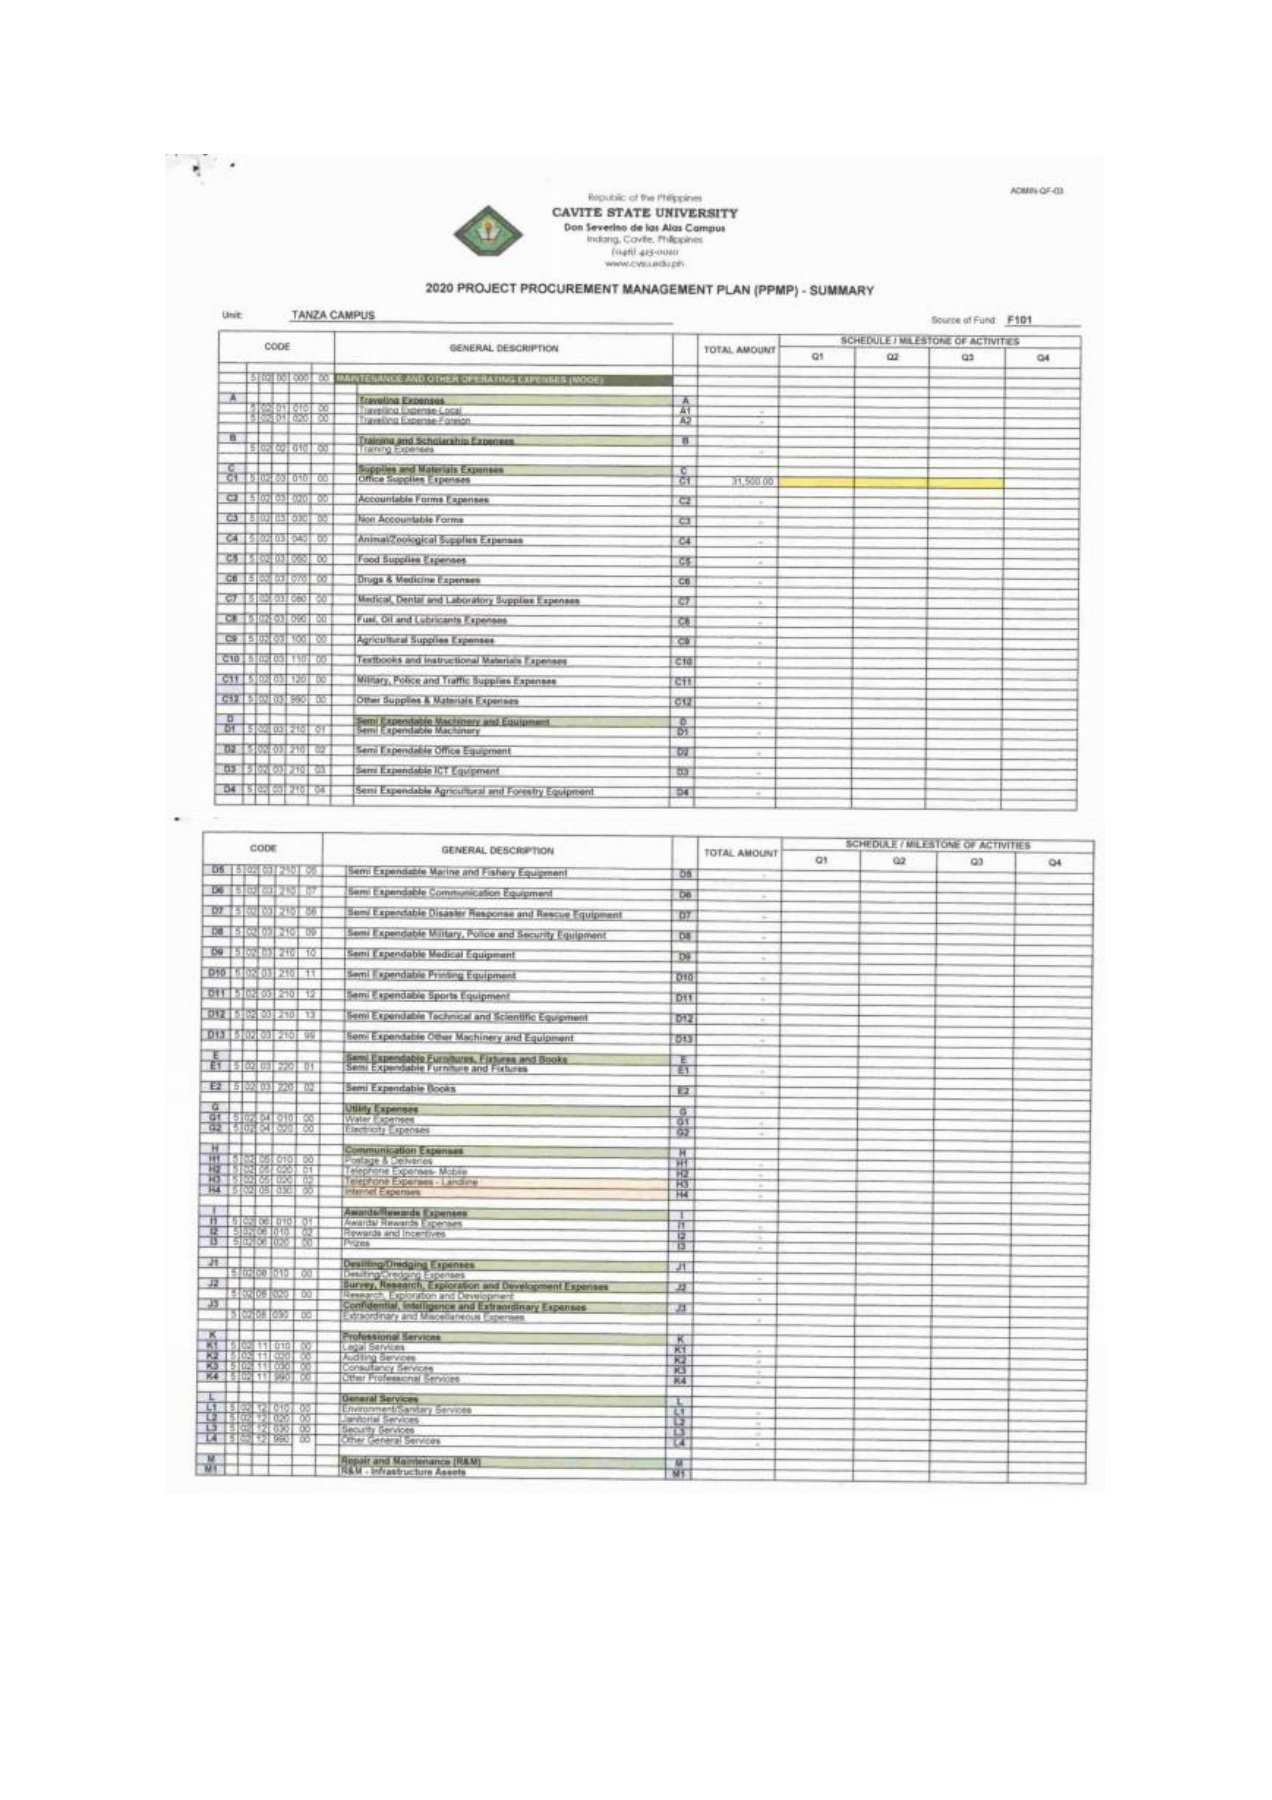 ADMIN-QF-03
Republic of the Philippines
CAVITE STATE UNIVERSITY
Don Severino de las Alas Campus
Indang, Cavite, Philippines
(046) 415-0010
www.cvsu.edu.ph
2020 PROJECT PROCUREMENT MANAGEMENT PLAN (PPMP) - SUMMARY
Unit: TANZA CAMPUS Source of Fund: F101
CODE GENERAL DESCRIPTION TOTAL AMOUNT SCHEDULE / MILESTONE OF ACTIVITIES
Q1 Q2 Q3 Q4
5 02 00 000 00 MAINTENANCE AND OTHER OPERATING EXPENSES (MOOE)
A Traveling Expenses A
5 02 01 010 00 Travelling Expense-Local A1 -
5 02 01 020 00 Travelling Expense-Foreign A2 -
B Training and Scholarship Expenses B
5 02 02 010 00 Training Expenses -
C Supplies and Materials Expenses C
C1 5 02 03 010 00 Office Supplies Expenses C1 31,500.00
C2 5 02 03 020 00 Accountable Forms Expenses C2 -
C3 5 02 03 030 00 Non Accountable Forms C3 -
C4 5 02 03 040 00 Animal/Zoological Supplies Expenses C4 -
C5 5 02 03 050 00 Food Supplies Expenses C5 -
C6 5 02 03 070 00 Drugs & Medicine Expenses C6 -
C7 5 02 03 080 00 Medical, Dental and Laboratory Supplies Expenses C7 -
C8 5 02 03 090 00 Fuel, Oil and Lubricants Expenses C8 -
C9 5 02 03 100 00 Agricultural Supplies Expenses C9 -
C10 5 02 03 110 00 Textbooks and Instructional Materials Expenses C10 -
C11 5 02 03 120 00 Military, Police and Traffic Supplies Expenses C11 -
C12 5 02 03 990 00 Other Supplies & Materials Expenses C12 -
D Semi Expendable Machinery and Equipment D
D1 5 02 03 210 01 Semi Expendable Machinery D1 -
D2 5 02 03 210 02 Semi Expendable Office Equipment D2 -
D3 5 02 03 210 03 Semi Expendable ICT Equipment D3 -
D4 5 02 03 210 04 Semi Expendable Agricultural and Forestry Equipment D4 -
CODE GENERAL DESCRIPTION TOTAL AMOUNT SCHEDULE / MILESTONE OF ACTIVITIES
Q1 Q2 Q3 Q4
D5 5 02 03 210 05 Semi Expendable Marine and Fishery Equipment D5 -
D6 5 02 03 210 07 Semi Expendable Communication Equipment D6 -
D7 5 02 03 210 08 Semi Expendable Disaster Response and Rescue Equipment D7 -
D8 5 02 03 210 09 Semi Expendable Military, Police and Security Equipment D8 -
D9 5 02 03 210 10 Semi Expendable Medical Equipment D9 -
D10 5 02 03 210 11 Semi Expendable Printing Equipment D10 -
D11 5 02 03 210 12 Semi Expendable Sports Equipment D11 -
D12 5 02 03 210 13 Semi Expendable Technical and Scientific Equipment D12 -
D13 5 02 03 210 99 Semi Expendable Other Machinery and Equipment D13 -
E Semi Expendable Furnitures, Fixtures and Books E
E1 5 02 03 220 01 Semi Expendable Furniture and Fixtures E1 -
E2 5 02 03 220 02 Semi Expendable Books E2 -
G Utility Expenses G
G1 5 02 04 010 00 Water Expenses G1 -
G2 5 02 04 020 00 Electricity Expenses G2 -
H Communication Expenses H
H1 5 02 05 010 00 Postage & Deliveries H1 -
H2 5 02 05 020 01 Telephone Expenses- Mobile H2 -
H3 5 02 05 020 02 Telephone Expenses - Landline H3 -
H4 5 02 05 030 00 Internet Expenses H4 -
I Awards/Rewards Expenses I
I1 5 02 06 010 01 Awards/ Rewards Expenses I1 -
I2 5 02 06 010 02 Rewards and Incentives I2 -
I3 5 02 06 020 00 Prizes I3 -
J1 Desilting/Dredging Expenses J1
5 02 08 010 00 Desilting/Dredging Expenses -
J2 Survey, Research, Exploration and Development Expenses J2
5 02 08 020 00 Research, Exploration and Development -
J3 Confidential, Intelligence and Extraordinary Expenses J3
5 02 08 030 00 Extraordinary and Miscellaneous Expenses -
K Professional Services K
K1 5 02 11 010 00 Legal Services K1 -
K2 5 02 11 020 00 Auditing Services K2 -
K3 5 02 11 030 00 Consultancy Services K3 -
K4 5 02 11 990 00 Other Professional Services K4 -
L General Services L
L1 5 02 12 010 00 Environment/Sanitary Services L1 -
L2 5 02 12 020 00 Janitorial Services L2 -
L3 5 02 12 030 00 Security Services L3 -
L4 5 02 12 990 00 Other General Services L4 -
M Repair and Maintenance (R&M) M
M1 R&M - Infrastructure Assets M1